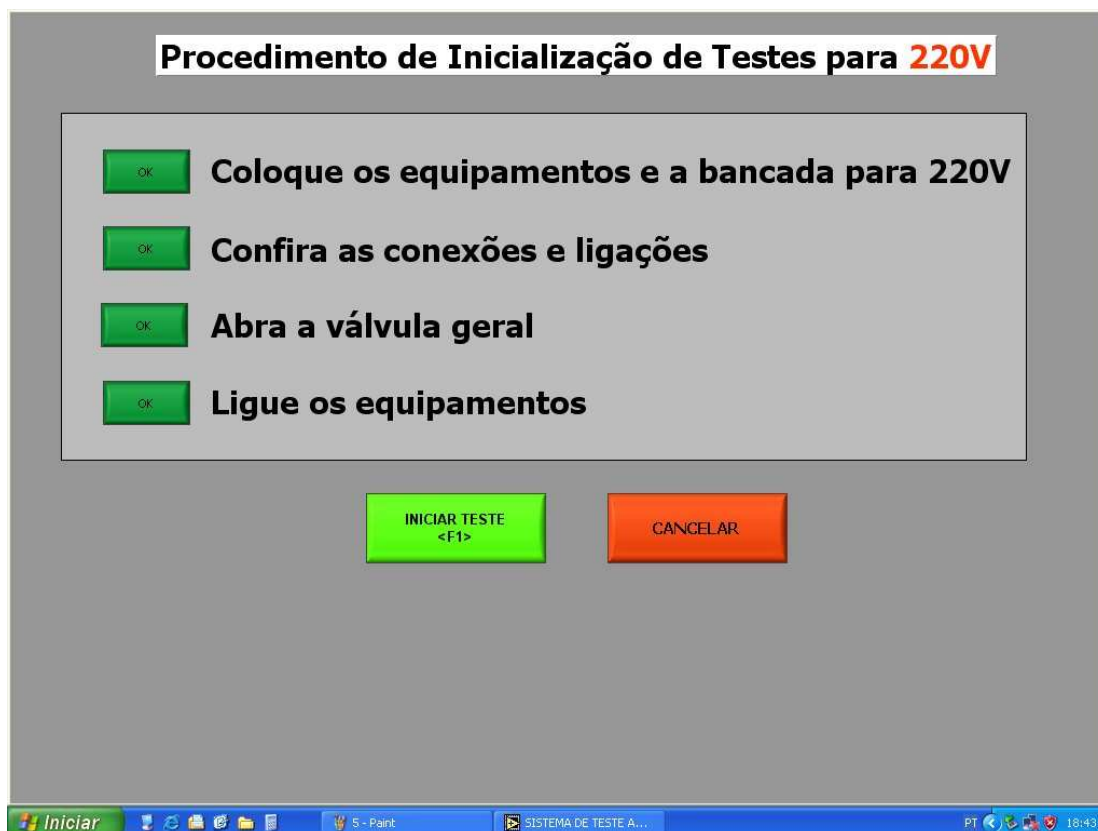 Procedimento de Inicialização de Testes para 220V
OK Coloque os equipamentos e a bancada para 220V
OK Confira as conexões e ligações
OK Abra a válvula geral
OK Ligue os equipamentos
INICIAR TESTE
<F1>
CANCELAR
Iniciar 5 - Paint SISTEMA DE TESTE A... PT 18:43